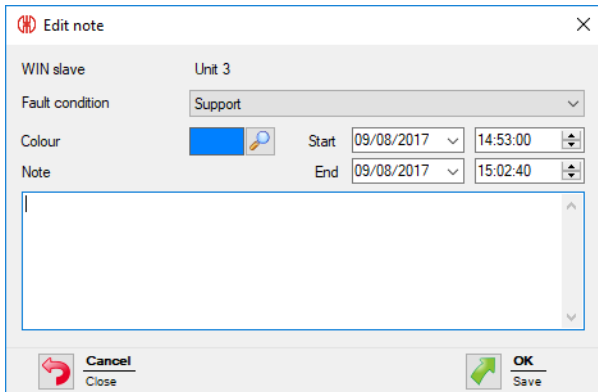 Edit note
WIN slave Unit 3
Fault condition Support
Colour Start 09/08/2017 14:53:00
Note End 09/08/2017 15:02:40
Cancel OK
Close Save